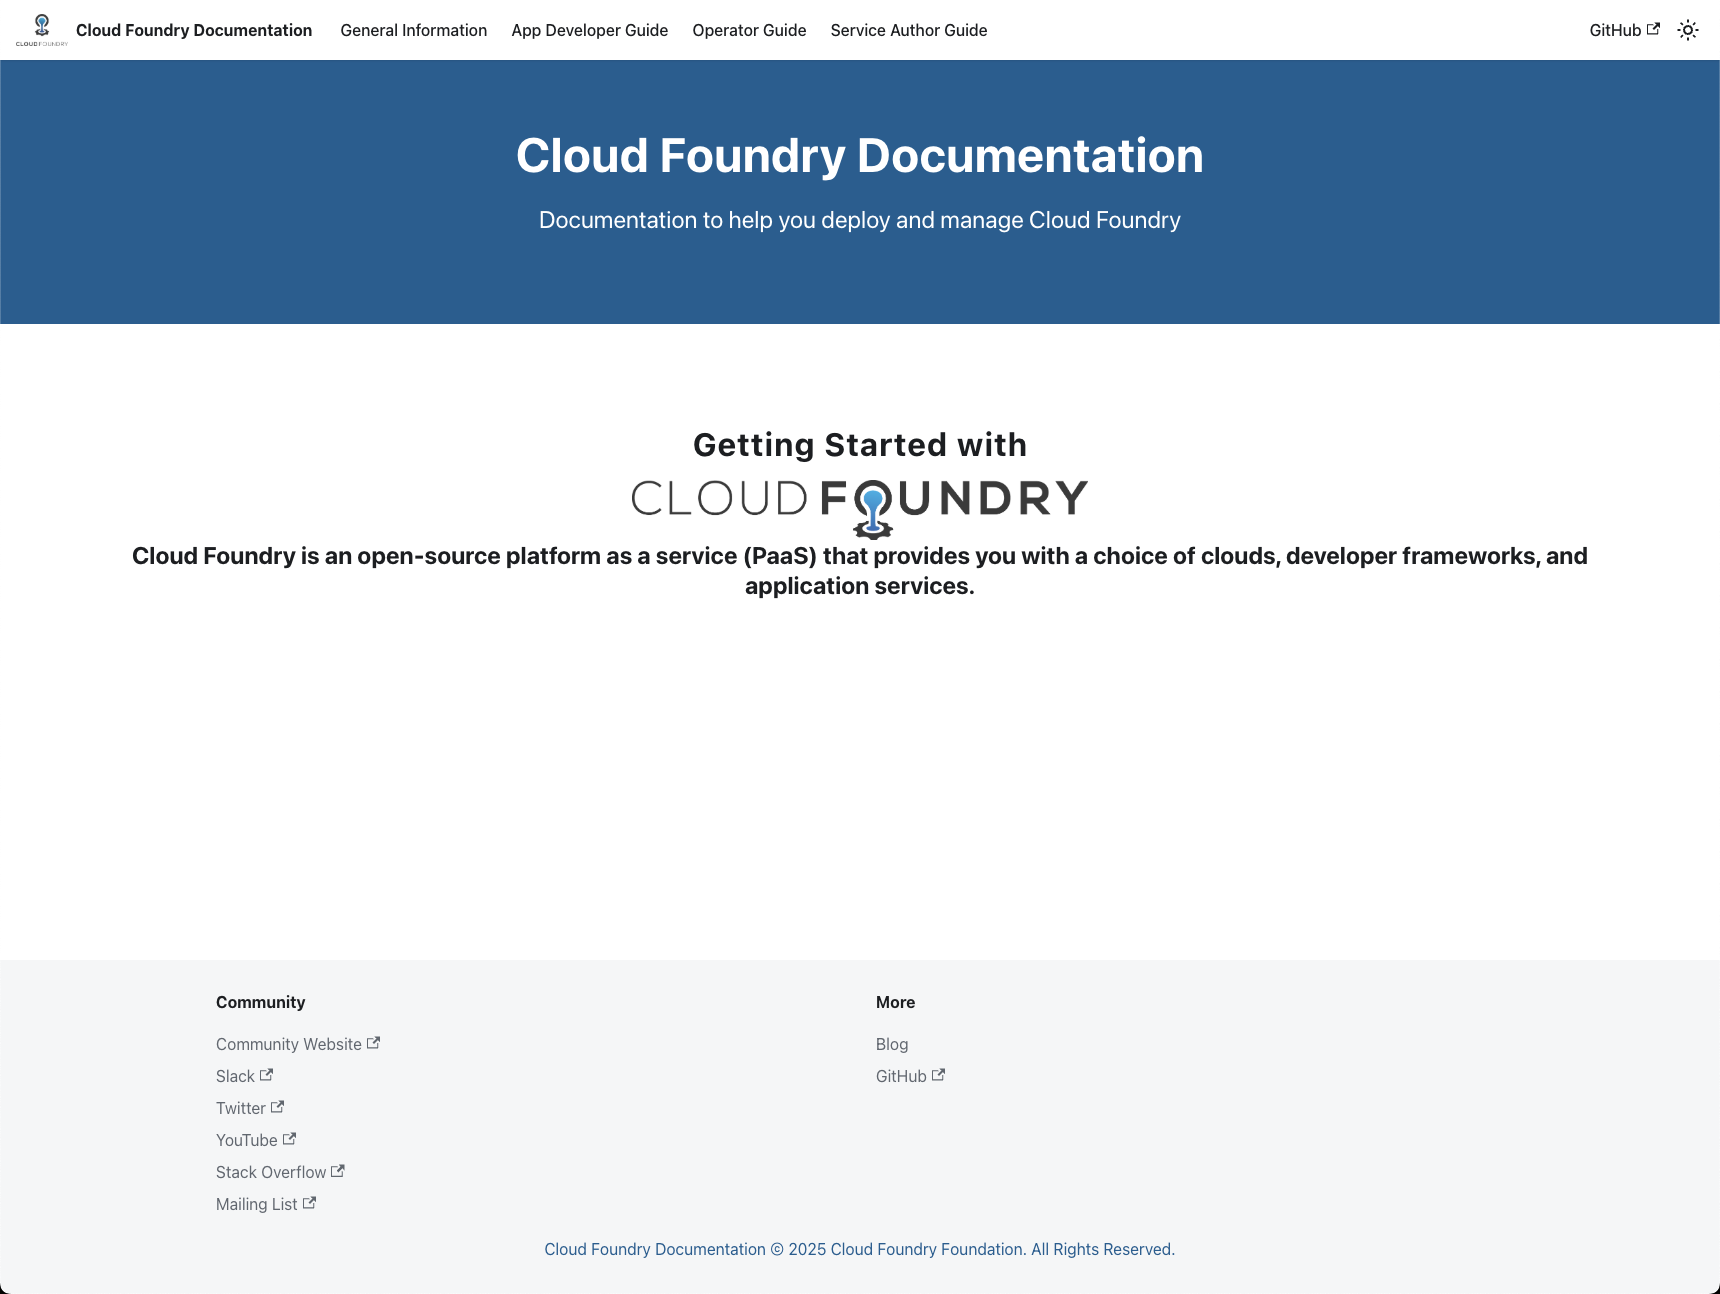 CLOUD FOUNDRY
Cloud Foundry Documentation
General Information
App Developer Guide
Operator Guide
Service Author Guide
GitHub
Cloud Foundry Documentation
Documentation to help you deploy and manage Cloud Foundry
Getting Started with
CLOUD FOUNDRY
Cloud Foundry is an open-source platform as a service (PaaS) that provides you with a choice of clouds, developer frameworks, and
application services.
Community
Community Website
Slack
Twitter
YouTube
Stack Overflow
Mailing List
More
Blog
GitHub
Cloud Foundry Documentation © 2025 Cloud Foundry Foundation. All Rights Reserved.